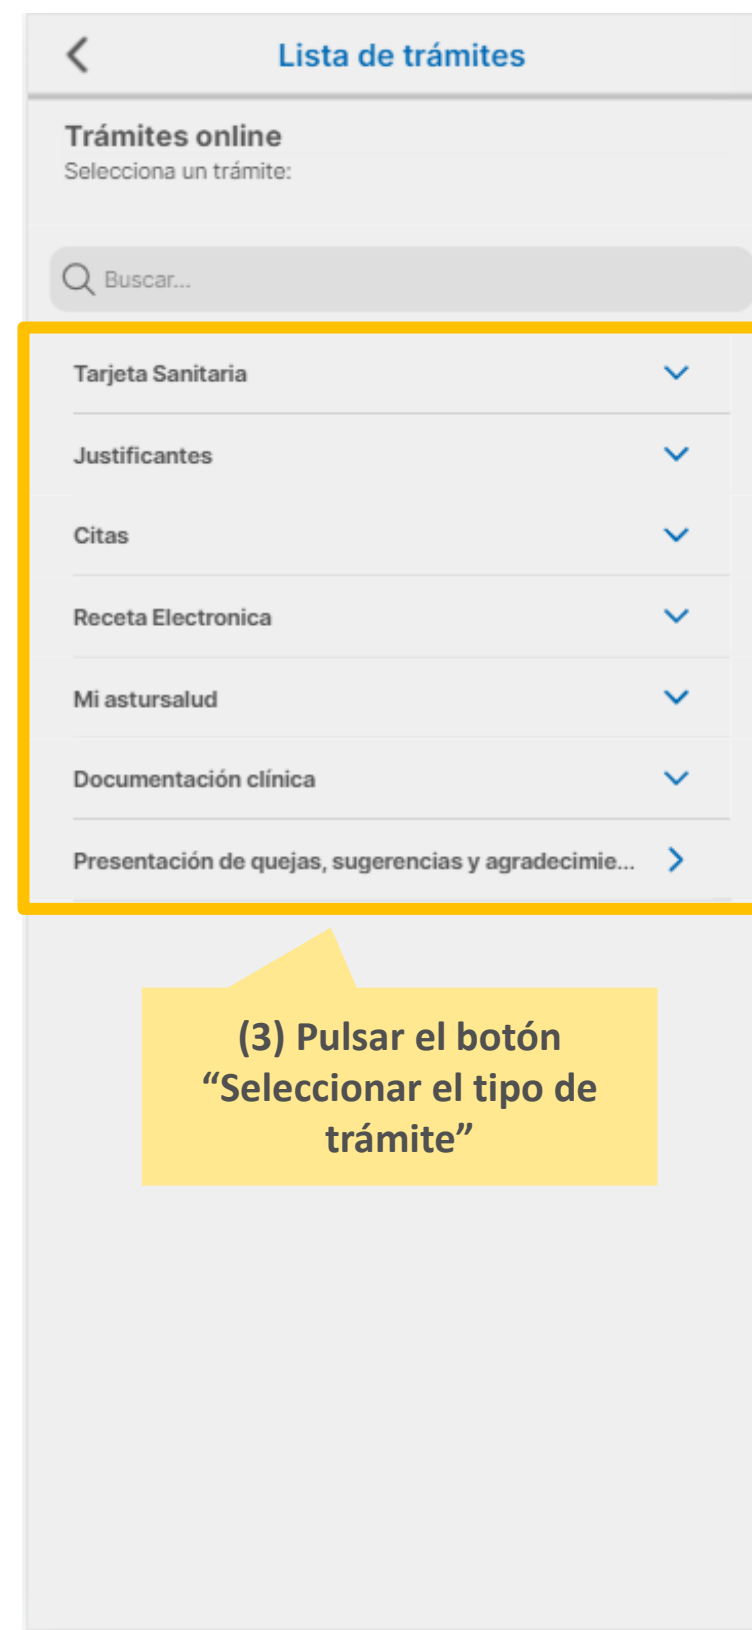 Lista de trámites
Trámites online
Selecciona un trámite:
Buscar...
Tarjeta Sanitaria
Justificantes
Citas
Receta Electronica
Mi astursalud
Documentación clínica
Presentación de quejas, sugerencias y agradecimie...
(3) Pulsar el botón
“Seleccionar el tipo de
trámite”